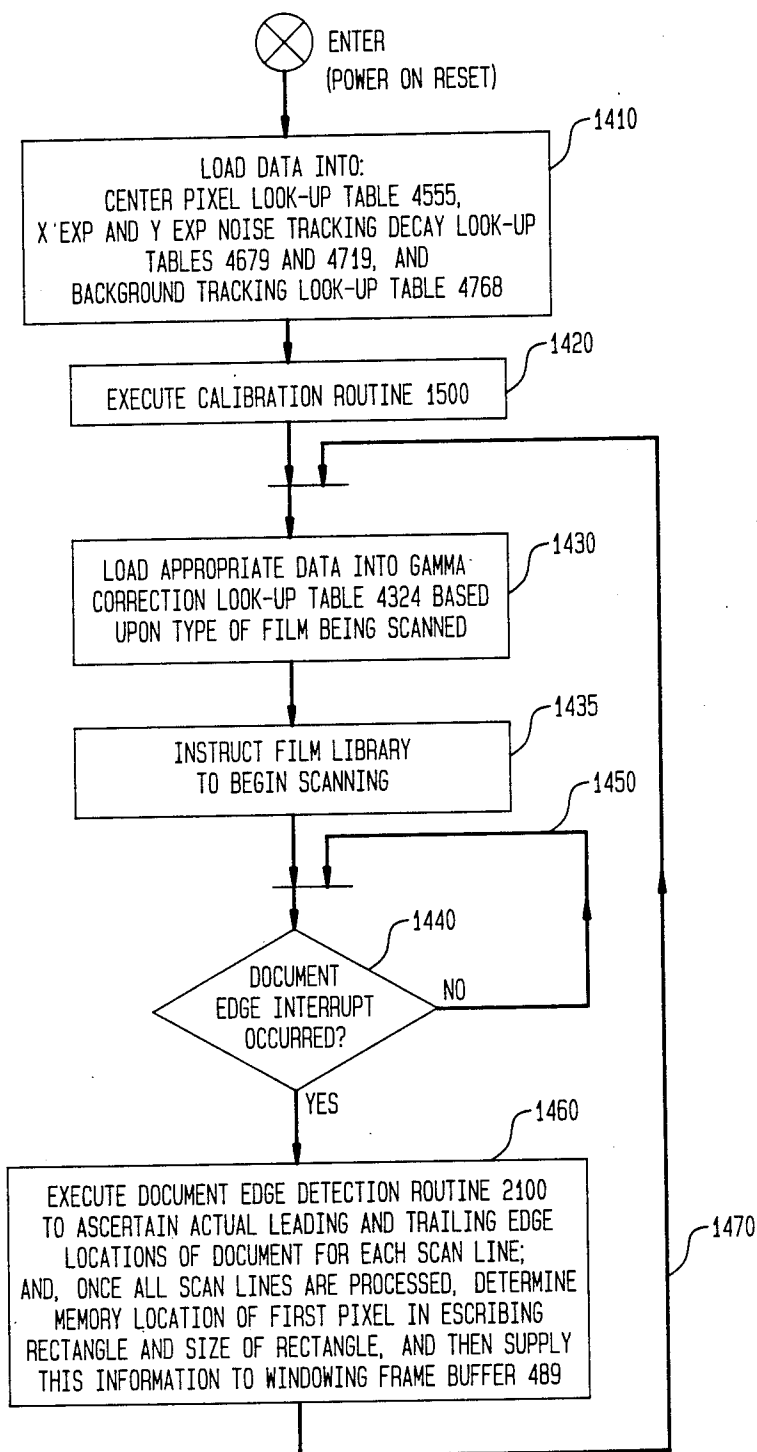 ENTER
(POWER ON RESET)
1410
LOAD DATA INTO:
CENTER PIXEL LOOK-UP TABLE 4555,
X EXP AND Y EXP NOISE TRACKING DECAY LOOK-UP
TABLES 4679 AND 4719, AND
BACKGROUND TRACKING LOOK-UP TABLE 4768
1420
EXECUTE CALIBRATION ROUTINE 1500
1430
LOAD APPROPRIATE DATA INTO GAMMA
CORRECTION LOOK-UP TABLE 4324 BASED
UPON TYPE OF FILM BEING SCANNED
1435
INSTRUCT FILM LIBRARY
TO BEGIN SCANNING
1450
1440
DOCUMENT
EDGE INTERRUPT
OCCURRED?
NO
YES
1460
EXECUTE DOCUMENT EDGE DETECTION ROUTINE 2100
TO ASCERTAIN ACTUAL LEADING AND TRAILING EDGE
LOCATIONS OF DOCUMENT FOR EACH SCAN LINE;
AND, ONCE ALL SCAN LINES ARE PROCESSED, DETERMINE
MEMORY LOCATION OF FIRST PIXEL IN ESCRIBING
RECTANGLE AND SIZE OF RECTANGLE, AND THEN SUPPLY
THIS INFORMATION TO WINDOWING FRAME BUFFER 489
1470